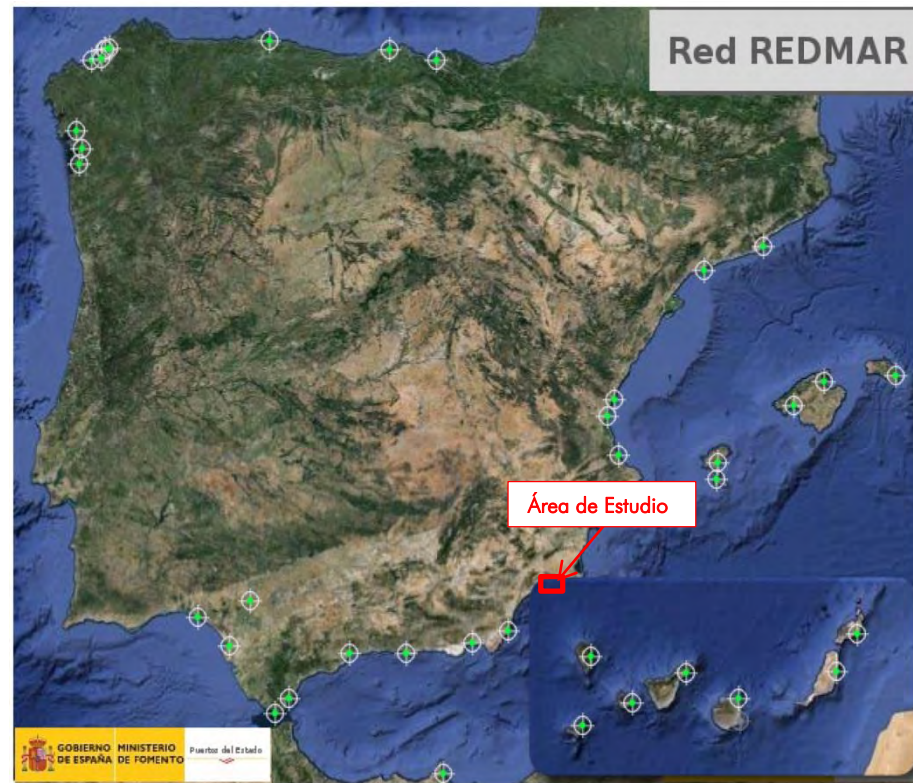 Red REDMAR
Área de Estudio
GOBIERNO
DE ESPAÑA
MINISTERIO
DE FOMENTO
Puertos del Estado